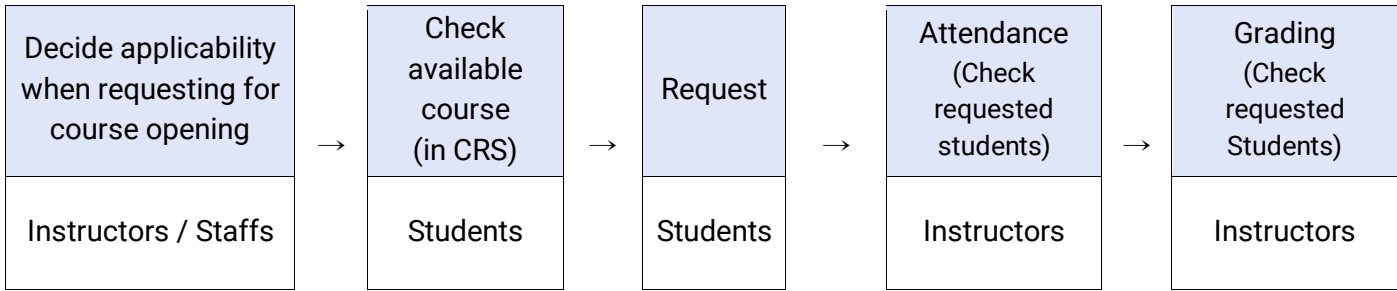 Decide applicability
when requesting for
course opening
→
Check
available
course
(in CRS)
→
Request
→
Attendance
(Check
requested
students)
→
Grading
(Check
requested
Students)
Instructors / Staffs
Students
Students
Instructors
Instructors